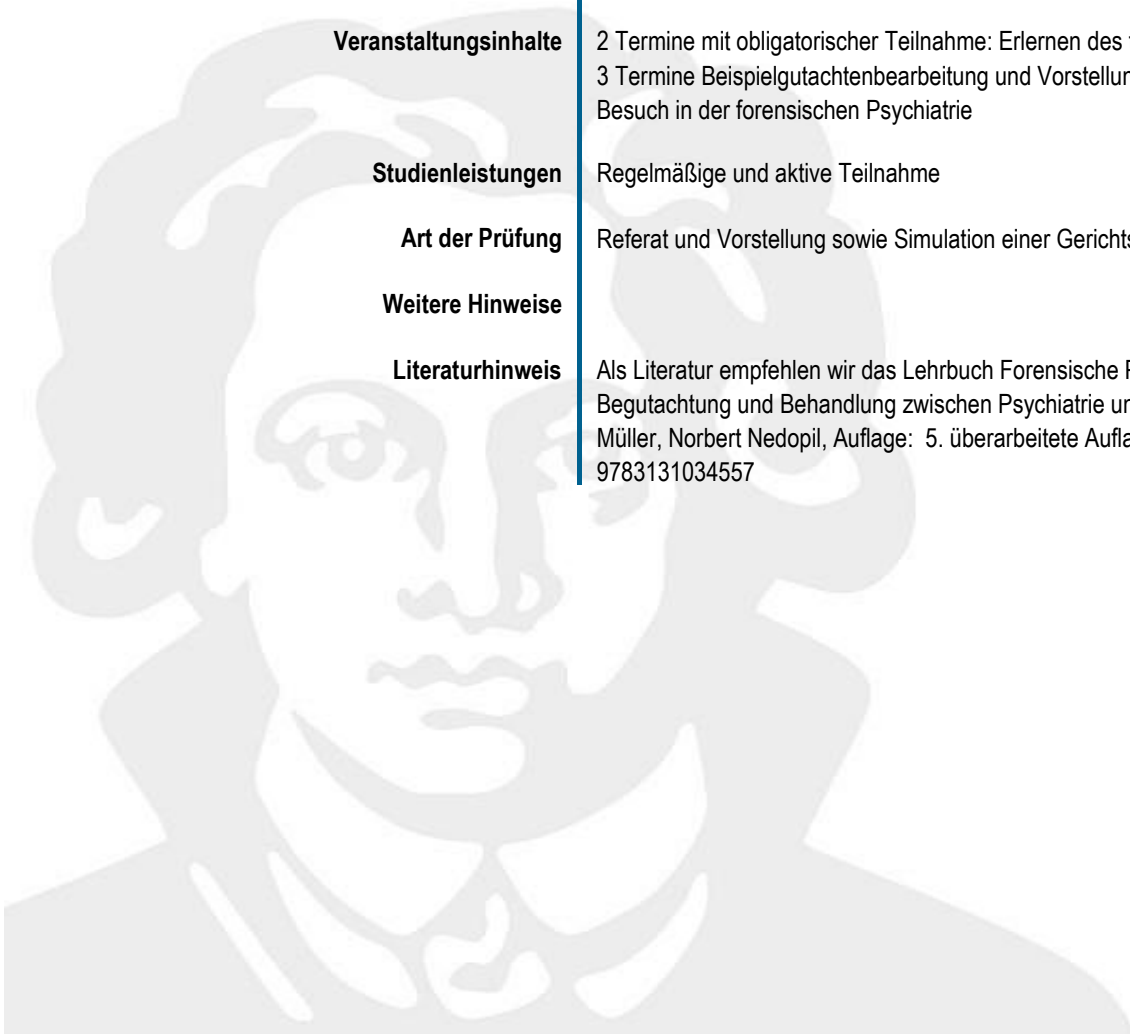 Veranstaltungsinhalte 2 Termine mit obligatorischer Teilnahme: Erlernen des
3 Termine Beispielgutachtenbearbeitung und Vorstellun
Besuch in der forensischen Psychiatrie
Studienleistungen Regelmäßige und aktive Teilnahme
Art der Prüfung Referat und Vorstellung sowie Simulation einer Gerichts
Weitere Hinweise
Literaturhinweis Als Literatur empfehlen wir das Lehrbuch Forensische
Begutachtung und Behandlung zwischen Psychiatrie un
Müller, Norbert Nedopil, Auflage: 5. überarbeitete Aufla
9783131034557